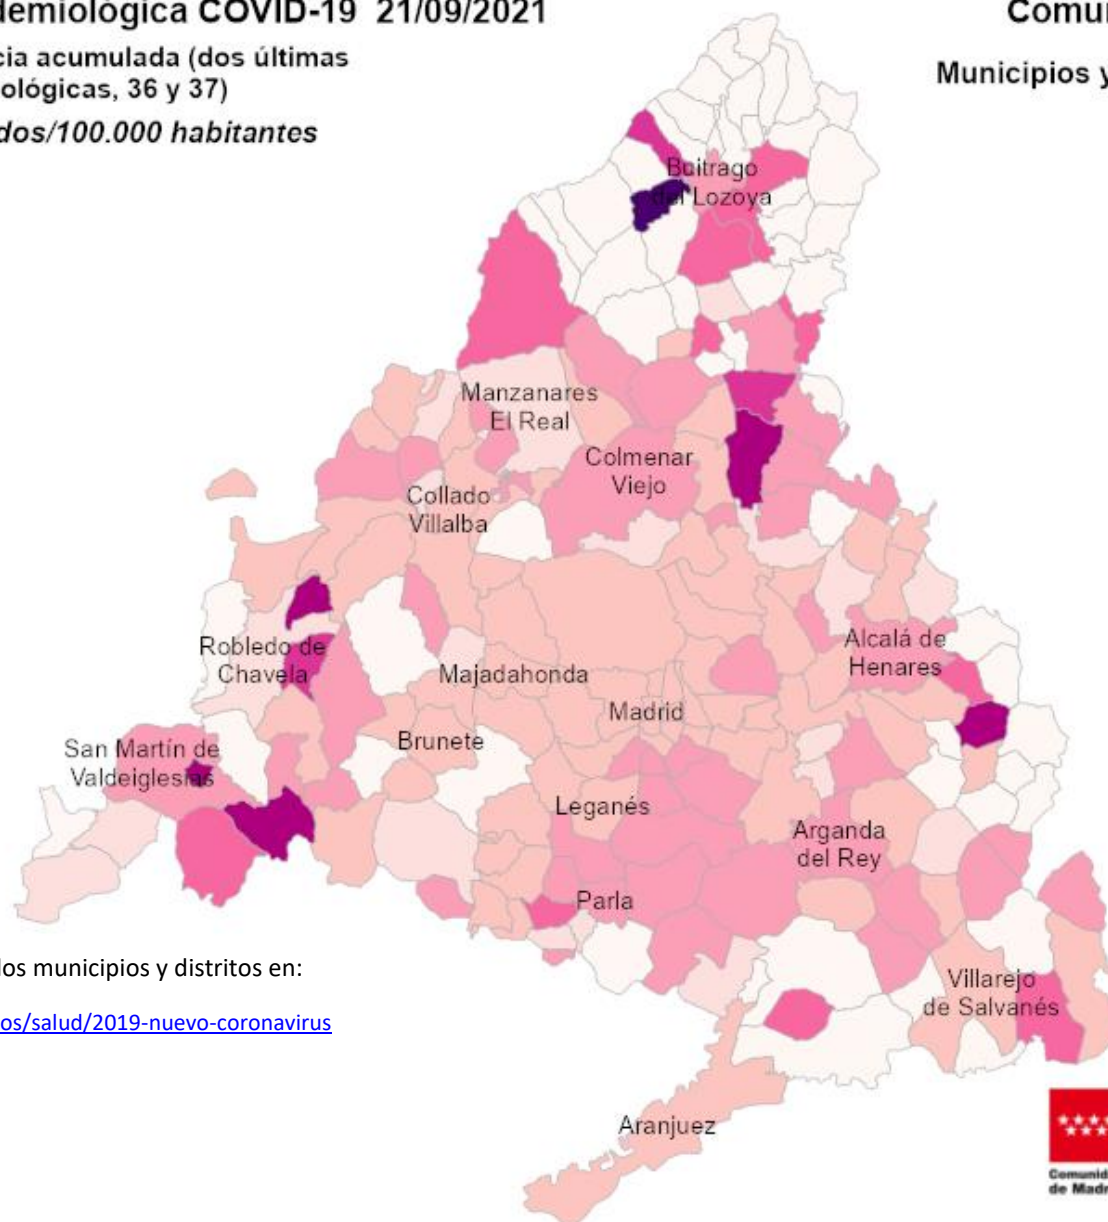 demiológica COVID-19 21/09/2021
Comu
cia acumulada (dos últimas
ológicas, 36 y 37)
Municipios y
dos/100.000 habitantes
Buitrago
del Lozoya
Manzanares
El Real
Colmenar
Viejo
Collado
Villalba
Robledo de
Chavela
Alcalá de
Henares
Majadahonda
Madrid
Brunete
San Martín de
Valdeiglesias
Leganés
Arganda
del Rey
Parla
los municipios y distritos en:
Villarejo
de Salvanés
os/salud/2019-nuevo-coronavirus
Aranjuez
Comunid
de Madr